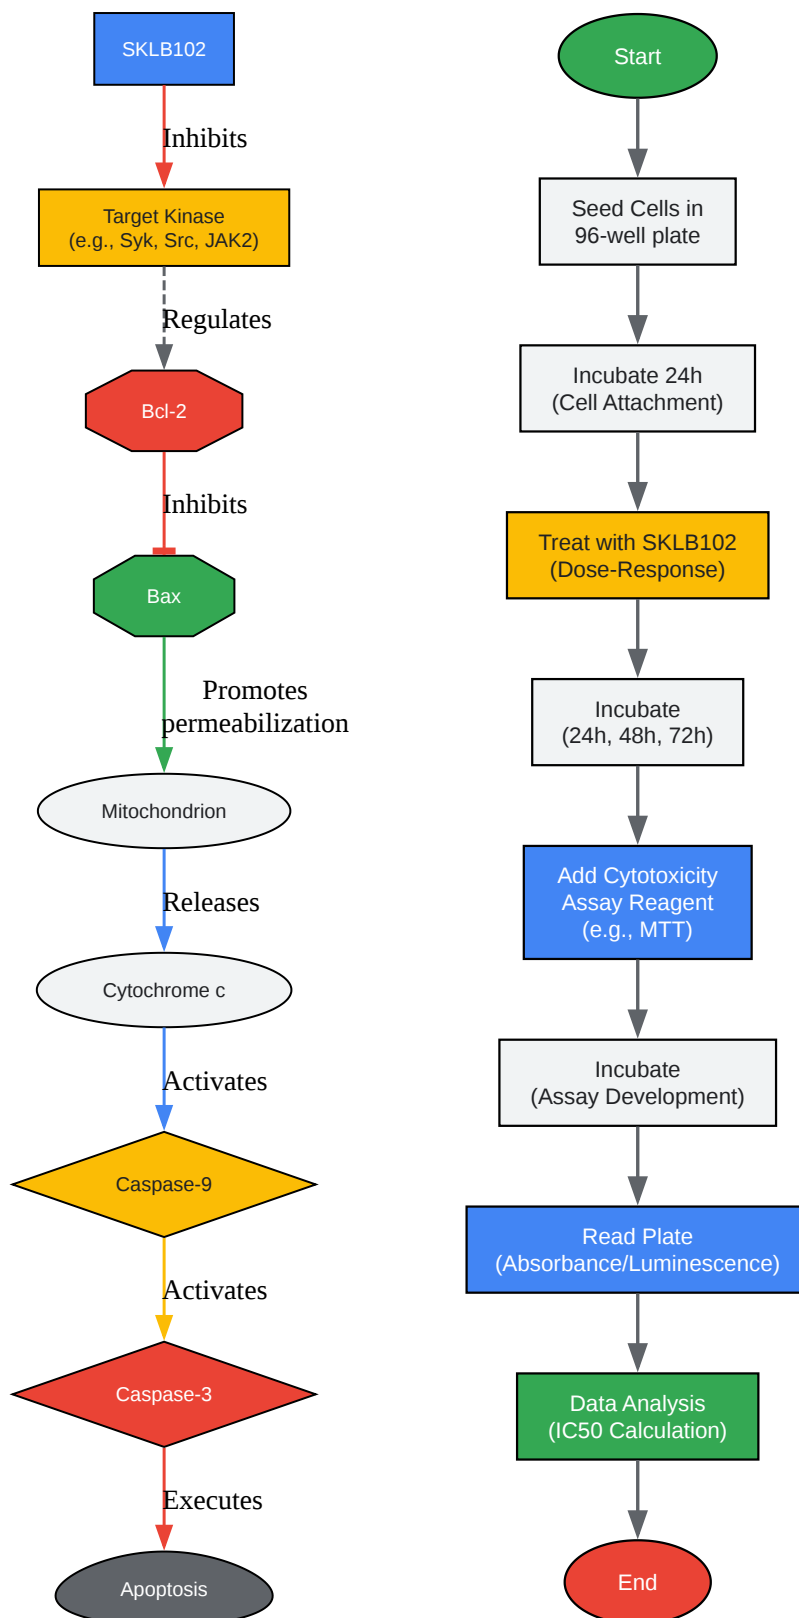 SKLB102
Inhibits
Target Kinase
(e.g., Syk, Src, JAK2)
Regulates
Bcl-2
Inhibits
Bax
Promotes
permeabilization
Mitochondrion
Releases
Cytochrome c
Activates
Caspase-9
Activates
Caspase-3
Executes
Apoptosis
Start
Seed Cells in
96-well plate
Incubate 24h
(Cell Attachment)
Treat with SKLB102
(Dose-Response)
Incubate
(24h, 48h, 72h)
Add Cytotoxicity
Assay Reagent
(e.g., MTT)
Incubate
(Assay Development)
Read Plate
(Absorbance/Luminescence)
Data Analysis
(IC50 Calculation)
End